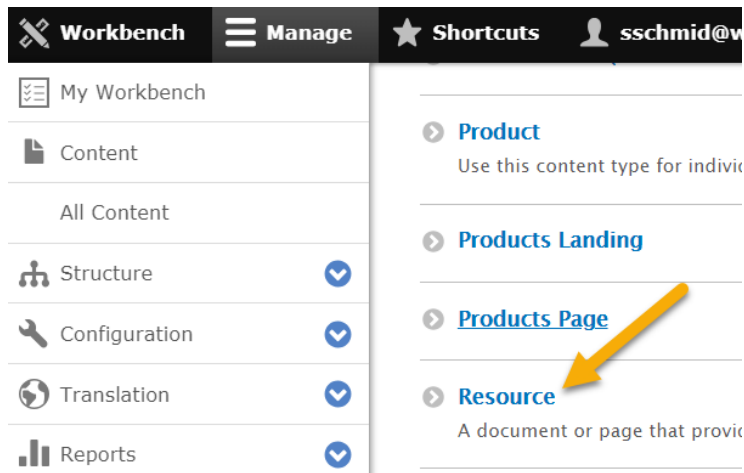 Workbench Manage Shortcuts sschmid@w
My Workbench
Content
All Content
Structure
Configuration
Translation
Reports
Product
Use this content type for indivi
Products Landing
Products Page
Resource
A document or page that provi